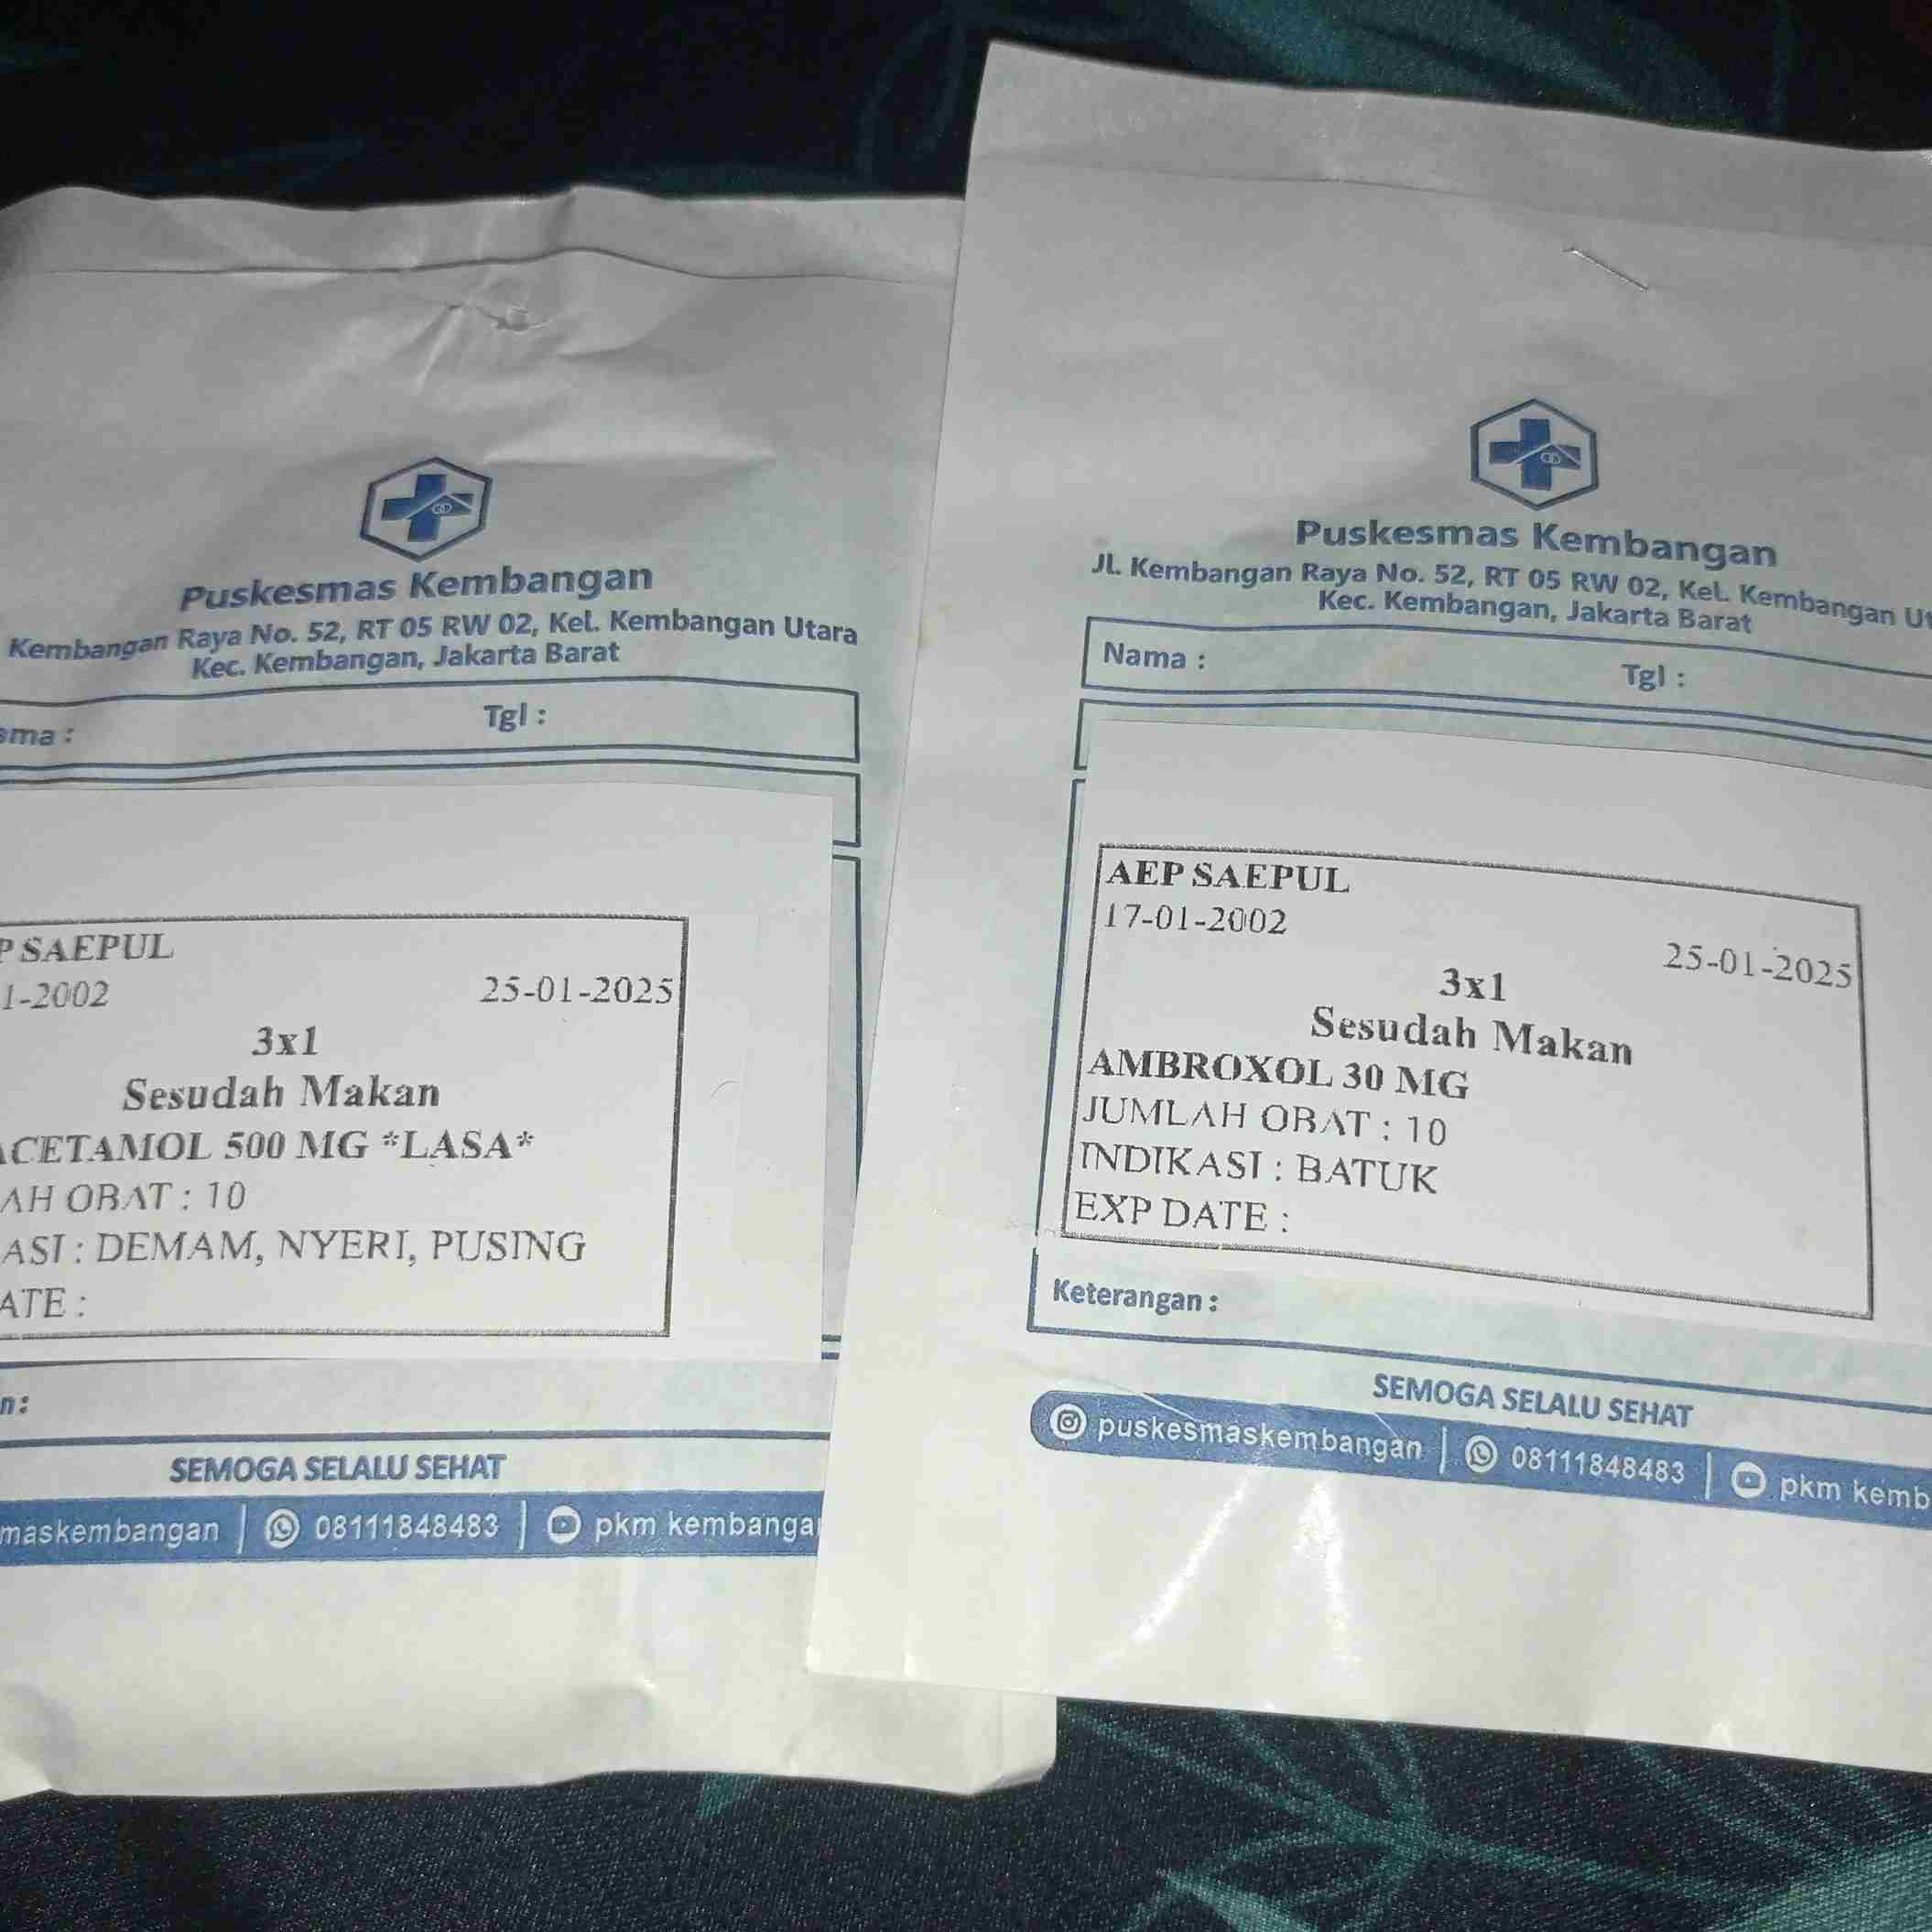 Puskesmas Kembangan
Kembangan Raya No. 52, RT 05 RW 02, Kel. Kembangan Utara
Kec. Kembangan, Jakarta Barat
ama :
Tgl :
P SAEPUL
1-2002
25-01-2025
3x1
Sesudah Makan
ACETAMOL 500 MG *LASA*
AH OBAT : 10
ASI : DEMAM, NYERI, PUSING
ATE :
n:
SEMOGA SELALU SEHAT
maskembangan | 08111848483 | pkm kembanga
Puskesmas Kembangan
Jl. Kembangan Raya No. 52, RT 05 RW 02, Kel. Kembangan Ut
Kec. Kembangan, Jakarta Barat
Nama :
Tgl :
AEP SAEPUL
17-01-2002
25-01-2025
3x1
Sesudah Makan
AMBROXOL 30 MG
JUMLAH OBAT : 10
INDIKASI : BATUK
EXP DATE :
Keterangan :
SEMOGA SELALU SEHAT
puskesmaskembangan | 08111848483 | pkm kemb